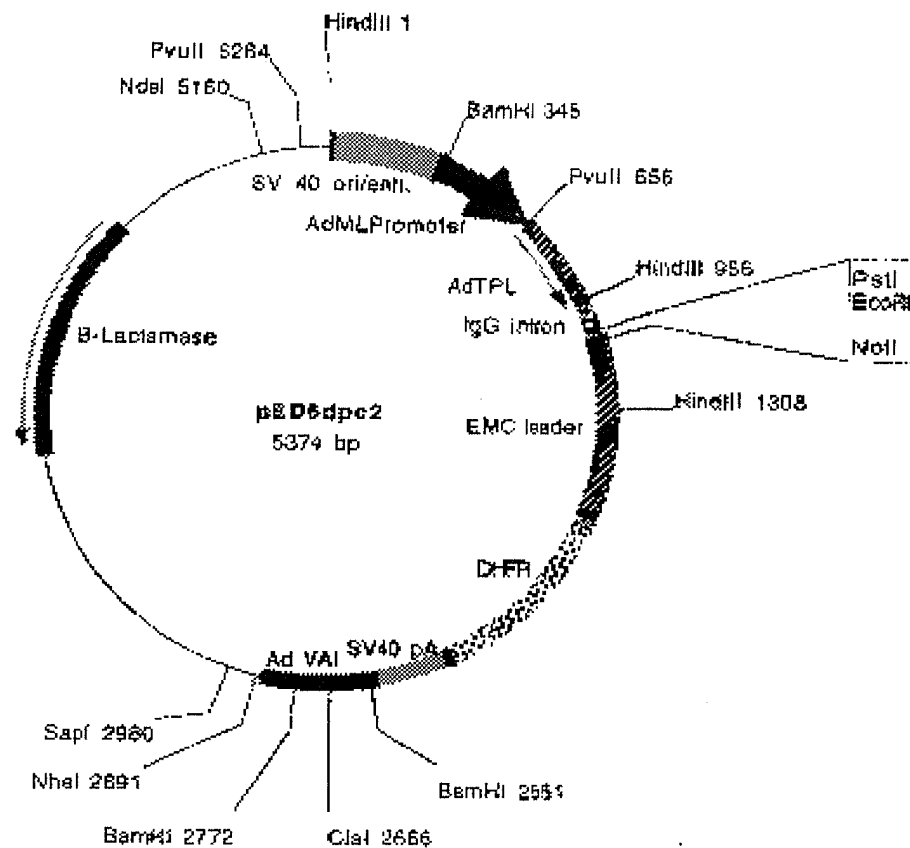 HindIII 1
PvuII 5264
NdeI 5160
BamHI 345
SV 40 ori/enh.
PvuII 656
AdMLPromoter
HindIII 956
AdTPL
PstI
EcoRI
IgG intron
B-Lactamase
NotI
pED6dpc2
HindIII 1308
5374 bp
EMC leader
DHFR
Ad VAI
SV40 pA
SapI 2980
NheI 2891
BamHI
BamHI 2772
ClaI 2666